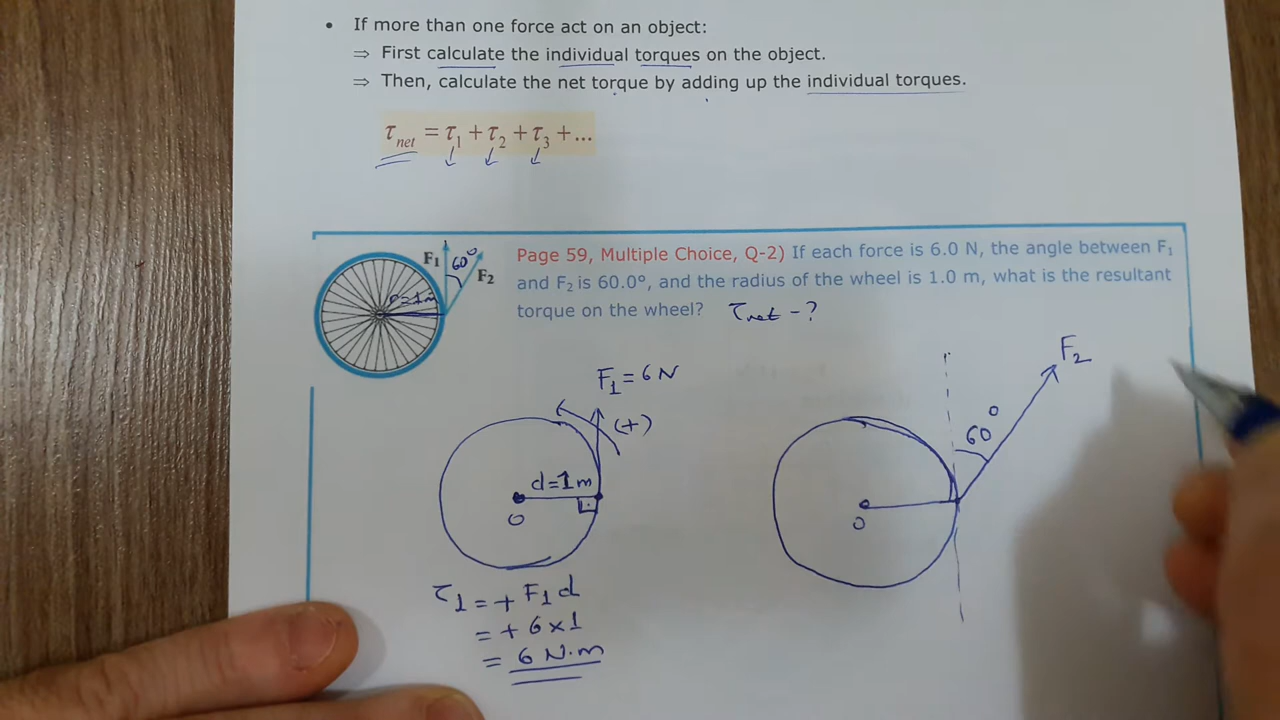 • If more than one force act on an object:
⇒ First calculate the individual torques on the object.
⇒ Then, calculate the net torque by adding up the individual torques.
τnet = τ1 + τ2 + τ3 + ...
F1 60° F2
r=1m
Page 59, Multiple Choice, Q-2) If each force is 6.0 N, the angle between F1
and F2 is 60.0°, and the radius of the wheel is 1.0 m, what is the resultant
torque on the wheel? τnet - ?
F1 = 6 N
(+)
d=1m
O
τ1 = + F1 d
= + 6 × 1
= 6 N·m
F2
60°
O